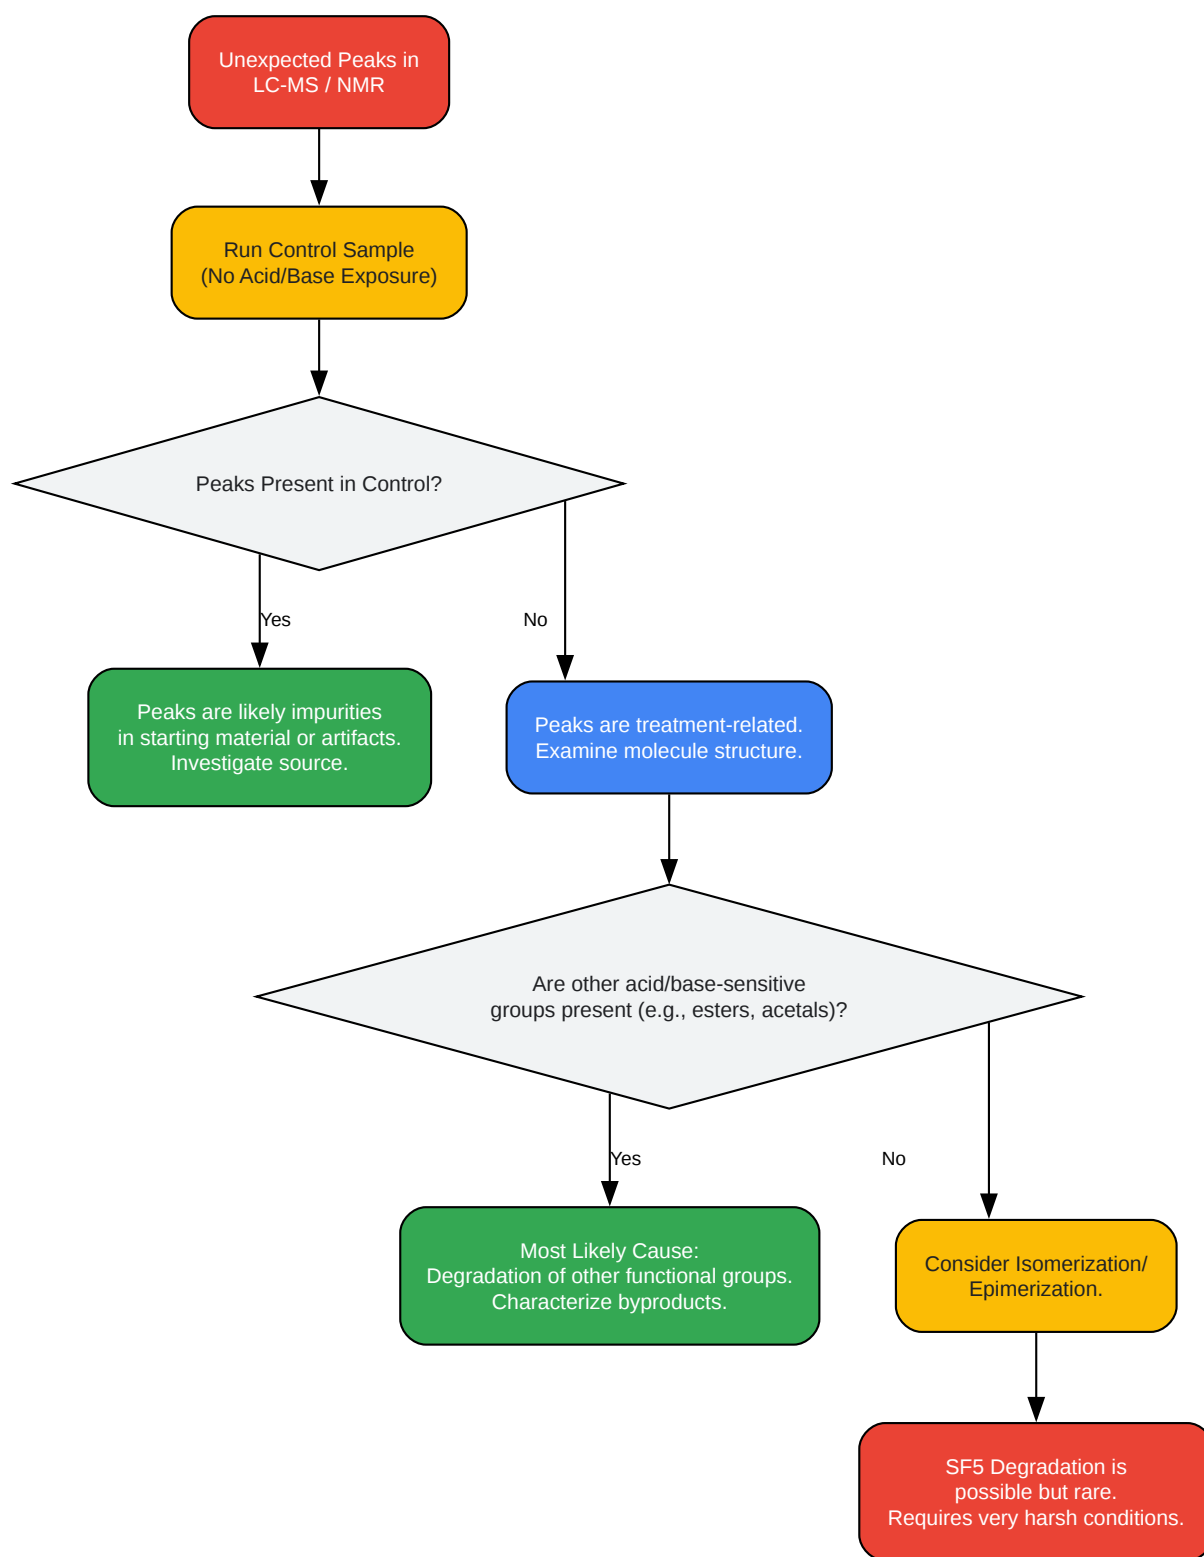 Unexpected Peaks in
LC-MS / NMR
Run Control Sample
(No Acid/Base Exposure)
Peaks Present in Control?
Yes
No
Peaks are likely impurities
in starting material or artifacts.
Investigate source.
Peaks are treatment-related.
Examine molecule structure.
Are other acid/base-sensitive
groups present (e.g., esters, acetals)?
Yes
No
Most Likely Cause:
Degradation of other functional groups.
Characterize byproducts.
Consider Isomerization/
Epimerization.
SF5 Degradation is
possible but rare.
Requires very harsh conditions.